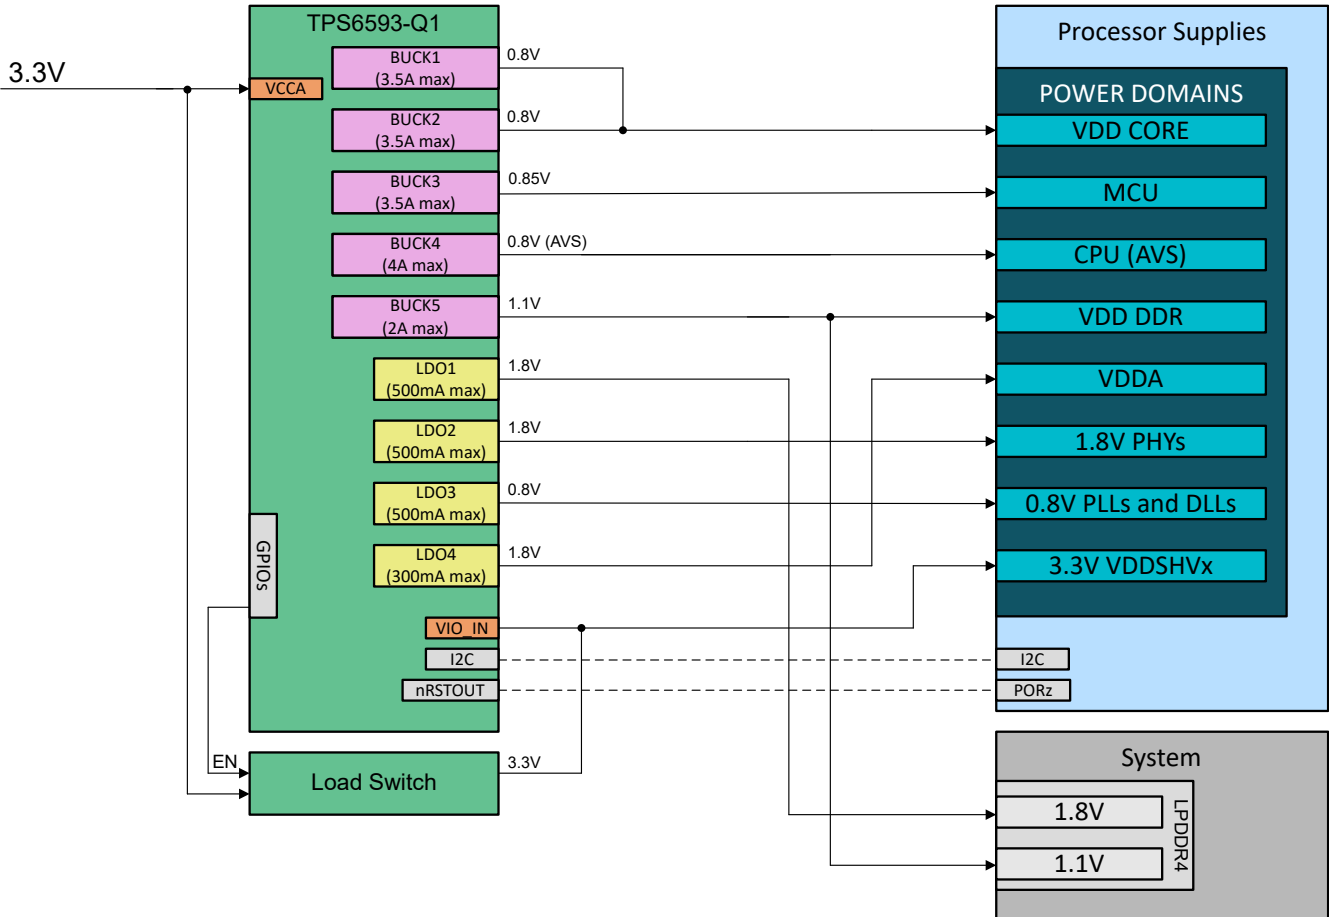 TPS6593-Q1
3.3V
VCCA
BUCK1
(3.5A max)
0.8V
BUCK2
(3.5A max)
0.8V
BUCK3
(3.5A max)
0.85V
BUCK4
(4A max)
0.8V (AVS)
BUCK5
(2A max)
1.1V
LDO1
(500mA max)
1.8V
LDO2
(500mA max)
1.8V
LDO3
(500mA max)
0.8V
LDO4
(300mA max)
1.8V
GPIOs
VIO_IN
I2C
nRSTOUT
EN
Load Switch
3.3V
Processor Supplies
POWER DOMAINS
VDD CORE
MCU
CPU (AVS)
VDD DDR
VDDA
1.8V PHYs
0.8V PLLs and DLLs
3.3V VDDSHVx
I2C
PORz
System
1.8V
1.1V
LPDDR4